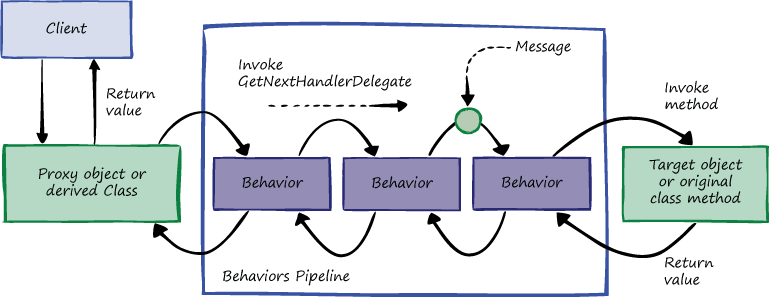 Client
Return
value
Proxy object or
derived Class
Invoke
GetNextHandlerDelegate
Message
Behavior
Behavior
Behavior
Behaviors Pipeline
Invoke
method
Target object
or original
class method
Return
value